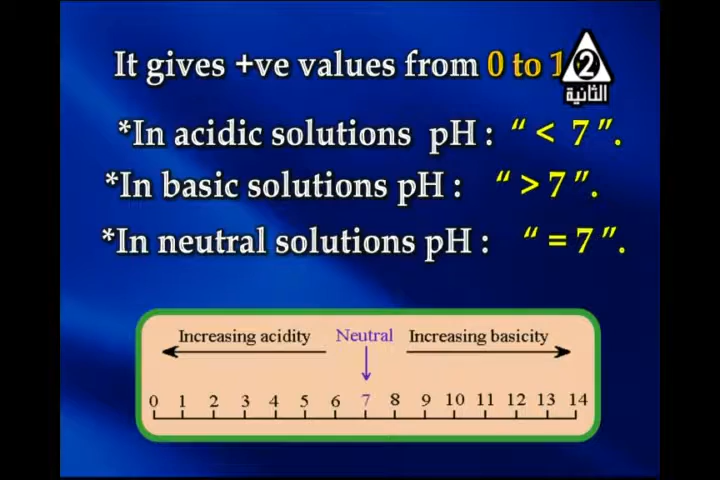 It gives +ve values from 0 to 1
2
الثانية
*In acidic solutions pH : “ < 7 ”.
*In basic solutions pH : “ > 7 ”.
*In neutral solutions pH : “ = 7 ”.
Increasing acidity Neutral Increasing basicity
0 1 2 3 4 5 6 7 8 9 10 11 12 13 14